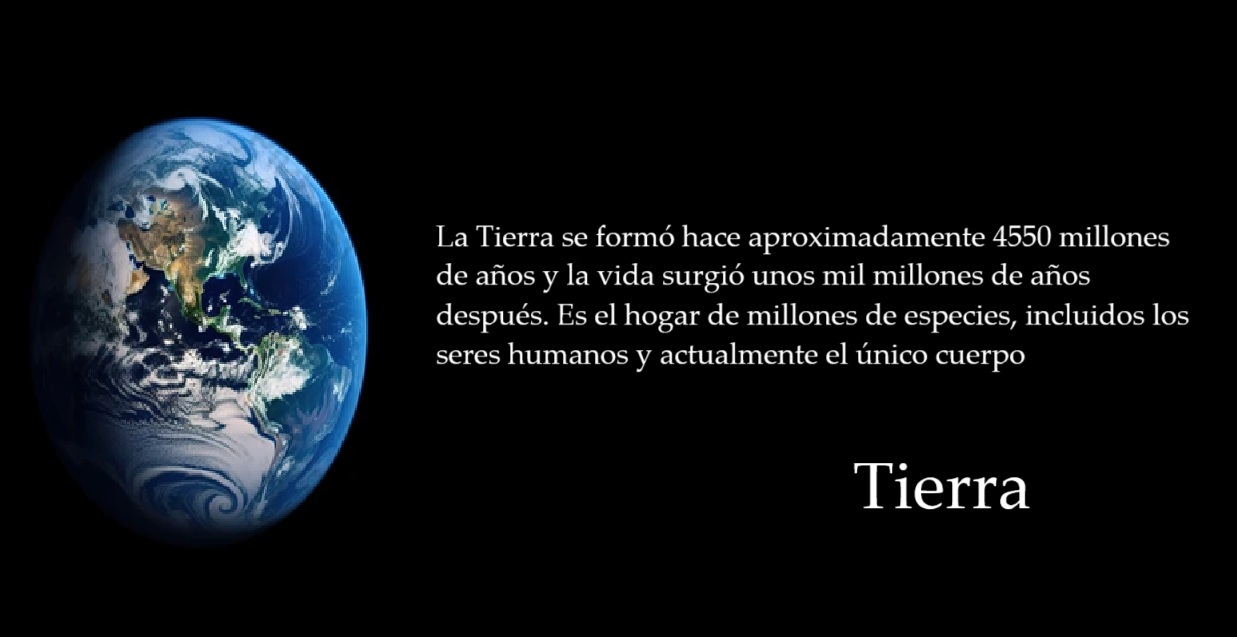 La Tierra se formó hace aproximadamente 4550 millones
de años y la vida surgió unos mil millones de años
después. Es el hogar de millones de especies, incluidos los
seres humanos y actualmente el único cuerpo
Tierra